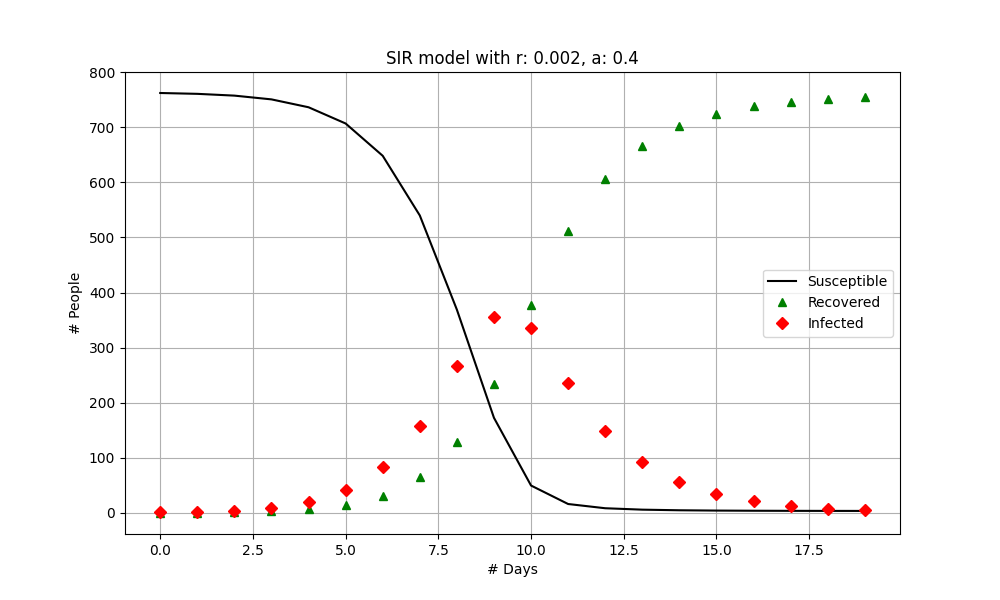 SIR model with r: 0.002, a: 0.4
800
700
600
500
400
300
200
100
0
# People
Susceptible
Recovered
Infected
0.0 2.5 5.0 7.5 10.0 12.5 15.0 17.5
# Days